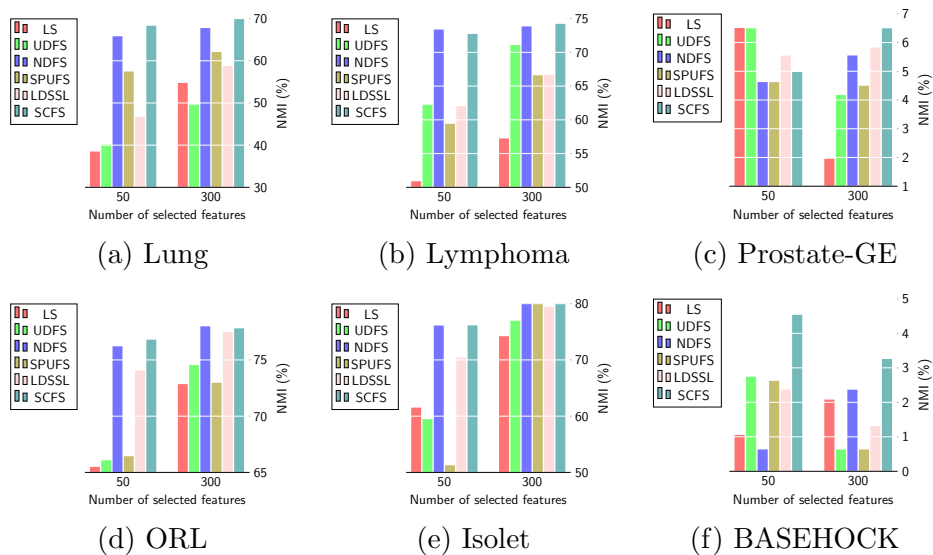 LS
UDFS
NDFS
SPUFS
LDSSL
SCFS
70
60
50
40
30
NMI (%)
50 300
Number of selected features
(a) Lung
LS
UDFS
NDFS
SPUFS
LDSSL
SCFS
75
70
65
60
55
50
NMI (%)
50 300
Number of selected features
(b) Lymphoma
LS
UDFS
NDFS
SPUFS
LDSSL
SCFS
7
6
5
4
3
2
1
NMI (%)
50 300
Number of selected features
(c) Prostate-GE
LS
UDFS
NDFS
SPUFS
LDSSL
SCFS
75
70
65
NMI (%)
50 300
Number of selected features
(d) ORL
LS
UDFS
NDFS
SPUFS
LDSSL
SCFS
80
70
60
50
NMI (%)
50 300
Number of selected features
(e) Isolet
LS
UDFS
NDFS
SPUFS
LDSSL
SCFS
5
4
3
2
1
0
NMI (%)
50 300
Number of selected features
(f) BASEHOCK